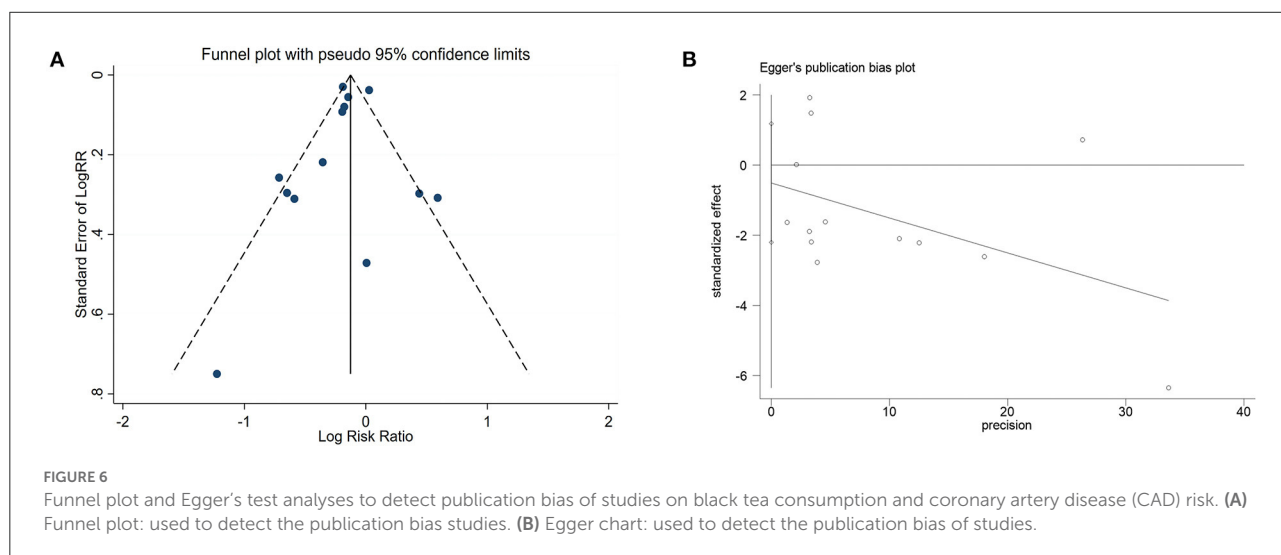 A
Funnel plot with pseudo 95% confidence limits
0
.2
.4
.6
.8
Standard Error of LogRR
-2
-1
0
1
2
Log Risk Ratio
B
Egger's publication bias plot
2
0
-2
-4
-6
standardized effect
0
10
20
30
40
precision
FIGURE 6
Funnel plot and Egger's test analyses to detect publication bias of studies on black tea consumption and coronary artery disease (CAD) risk. (A)
Funnel plot: used to detect the publication bias studies. (B) Egger chart: used to detect the publication bias of studies.